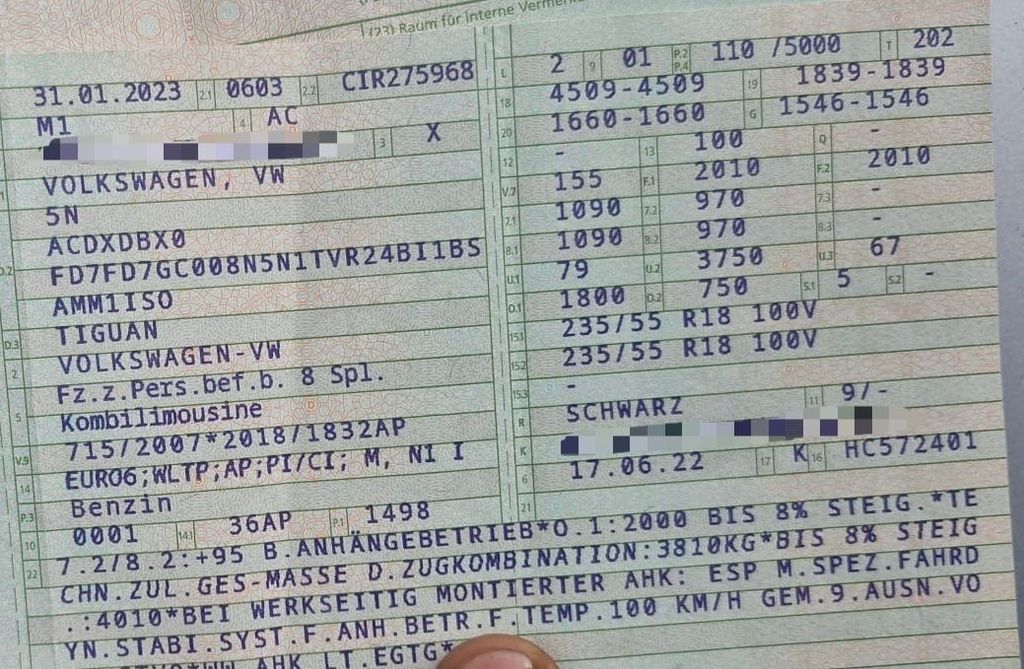 (23) Raum für interne Vermerke
31.01.2023 2.1 0603 2.2 CIR275968
M1 4 AC
3 X
VOLKSWAGEN, VW
5N
ACDXDBX0
D.2 FD7FD7GC008N5N1TVR24BI1BS
AMM1ISO
D.3 TIGUAN
2 VOLKSWAGEN-VW
Fz.z.Pers.bef.b. 8 Spl.
5 Kombilimousine
V.9 715/2007*2018/1832AP
14 EURO6;WLTP;AP;PI/CI; M, N1 I
P.3 Benzin
10 0001 14.1 36AP P.1 1498
L 2 9 01 P.2 P.4 110 /5000 T 202
18 4509-4509 19 1839-1839
20 1660-1660 G 1546-1546
12 - 13 100 Q -
V.7 155 F.1 2010 F.2 2010
7.1 1090 7.2 970 7.3 -
8.1 1090 8.2 970 8.3 -
U.1 79 U.2 3750 U.3 67
O.1 1800 O.2 750 S.1 5 S.2 -
15.1 235/55 R18 100V
15.2 235/55 R18 100V
15.3 -
R SCHWARZ 11 9/-
K
6 17.06.22 17 K 16 HC572401
21
22 7.2/8.2:+95 B.ANHÄNGEBETRIEB*O.1:2000 BIS 8% STEIG.*TE
CHN.ZUL.GES-MASSE D.ZUGKOMBINATION:3810KG*BIS 8% STEIG
.:4010*BEI WERKSEITIG MONTIERTER AHK: ESP M.SPEZ.FAHRD
YN.STABI.SYST.F.ANH.BETR.F.TEMP.100 KM/H GEM.9.AUSN.VO
AHK LT.EGTG*